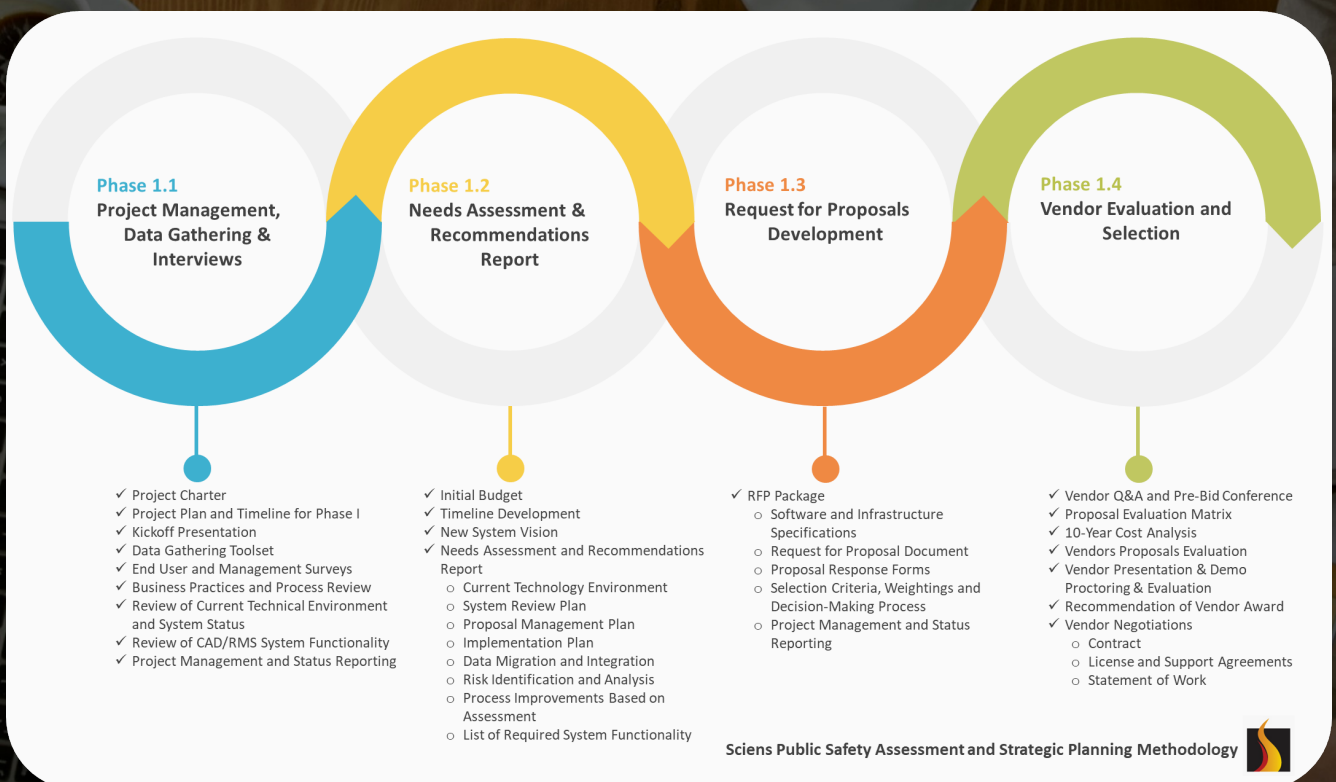 Phase 1.1
Project Management,
Data Gathering &
Interviews
Phase 1.2
Needs Assessment &
Recommendations
Report
Phase 1.3
Request for Proposals
Development
Phase 1.4
Vendor Evaluation and
Selection
✓ Project Charter
✓ Project Plan and Timeline for Phase I
✓ Kickoff Presentation
✓ Data Gathering Toolset
✓ End User and Management Surveys
✓ Business Practices and Process Review
✓ Review of Current Technical Environment
and System Status
✓ Review of CAD/RMS System Functionality
✓ Project Management and Status Reporting
✓ Initial Budget
✓ Timeline Development
✓ New System Vision
✓ Needs Assessment and Recommendations
Report
o Current Technology Environment
o System Review Plan
o Proposal Management Plan
o Implementation Plan
o Data Migration and Integration
o Risk Identification and Analysis
o Process Improvements Based on
Assessment
o List of Required System Functionality
✓ RFP Package
o Software and Infrastructure
Specifications
o Request for Proposal Document
o Proposal Response Forms
o Selection Criteria, Weightings and
Decision-Making Process
o Project Management and Status
Reporting
✓ Vendor Q&A and Pre-Bid Conference
✓ Proposal Evaluation Matrix
✓ 10-Year Cost Analysis
✓ Vendors Proposals Evaluation
✓ Vendor Presentation & Demo
Proctoring & Evaluation
✓ Recommendation of Vendor Award
✓ Vendor Negotiations
o Contract
o License and Support Agreements
o Statement of Work
Sciens Public Safety Assessment and Strategic Planning Methodology